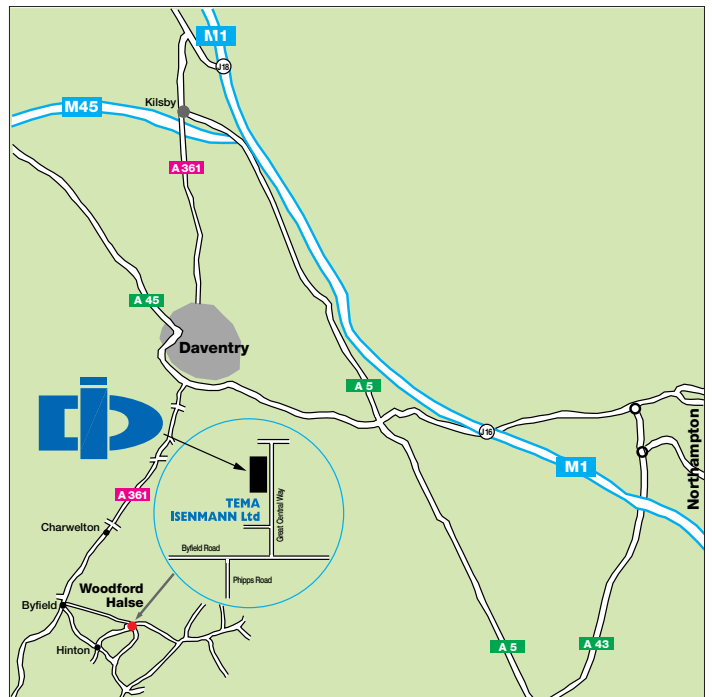 M1
J18
Kilsby
M45
A 361
A 45
Daventry
A 5
J16
M1
Northampton
A 361
TEMA
ISENMANN Ltd
Great Central Way
Charwelton
Byfield Road
Phipps Road
Woodford
Halse
Byfield
Hinton
A 5
A 43